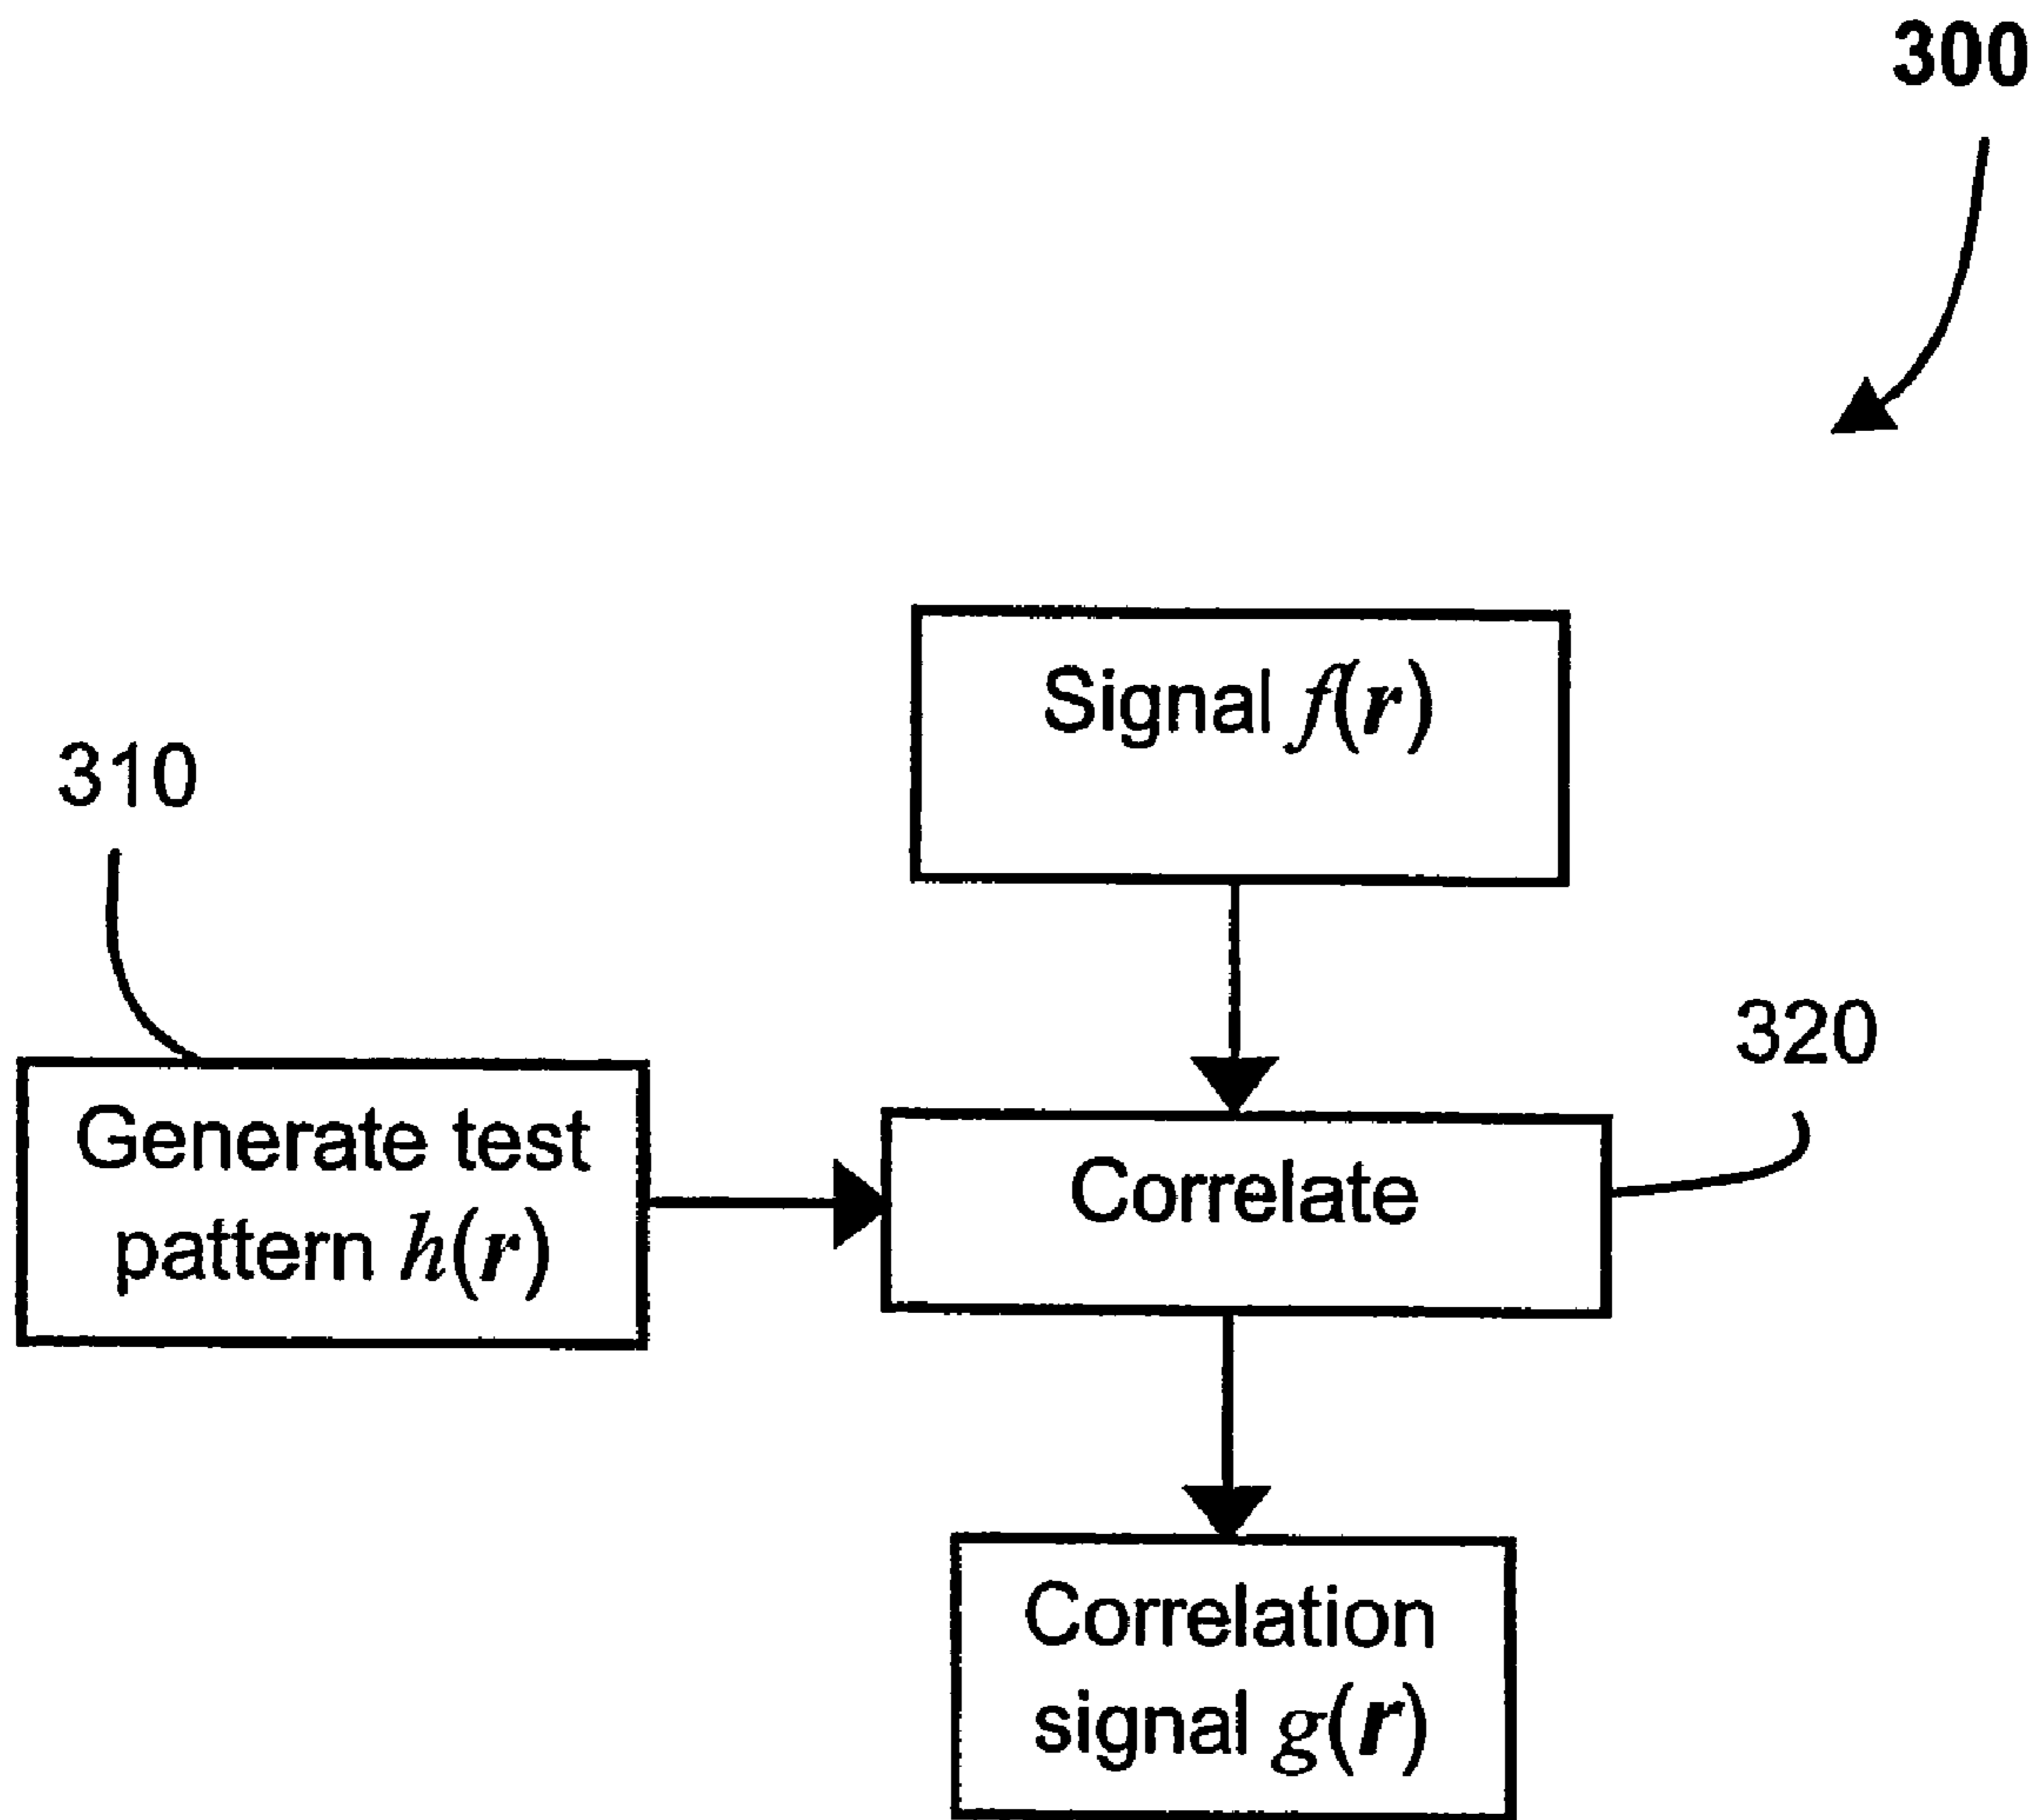 300
Signal f(r)
310
320
Generate test
pattern h(r)
Correlate
Correlation
signal g(r)